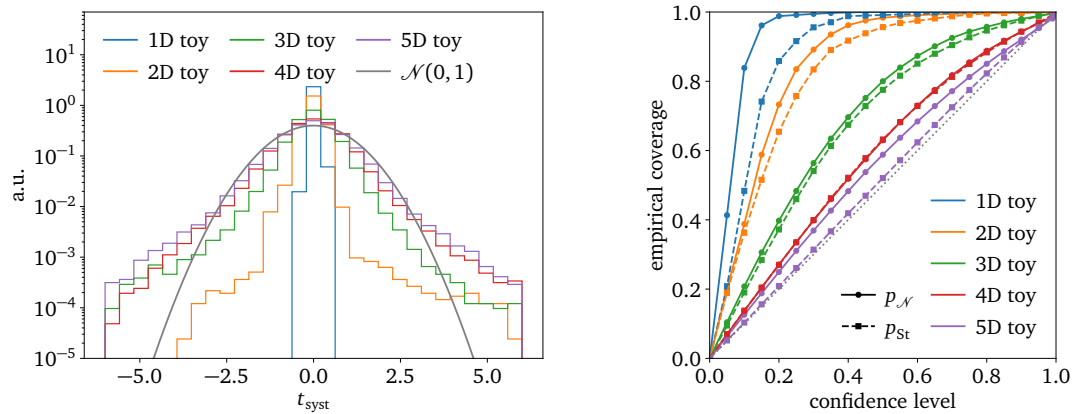 1D toy 3D toy 5D toy
2D toy 4D toy 𝒩(0, 1)
a.u.
10¹
10⁰
10⁻¹
10⁻²
10⁻³
10⁻⁴
10⁻⁵
−5.0 −2.5 0.0 2.5 5.0
t_syst
empirical coverage
1.0
0.8
0.6
0.4
0.2
0.0
1D toy
2D toy
3D toy
p_𝒩 4D toy
p_St 5D toy
0.0 0.2 0.4 0.6 0.8 1.0
confidence level